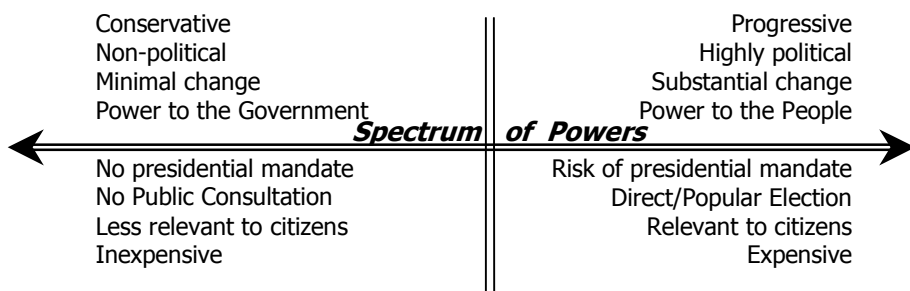 Conservative
Non-political
Minimal change
Power to the Government
Progressive
Highly political
Substantial change
Power to the People
Spectrum of Powers
No presidential mandate
No Public Consultation
Less relevant to citizens
Inexpensive
Risk of presidential mandate
Direct/Popular Election
Relevant to citizens
Expensive